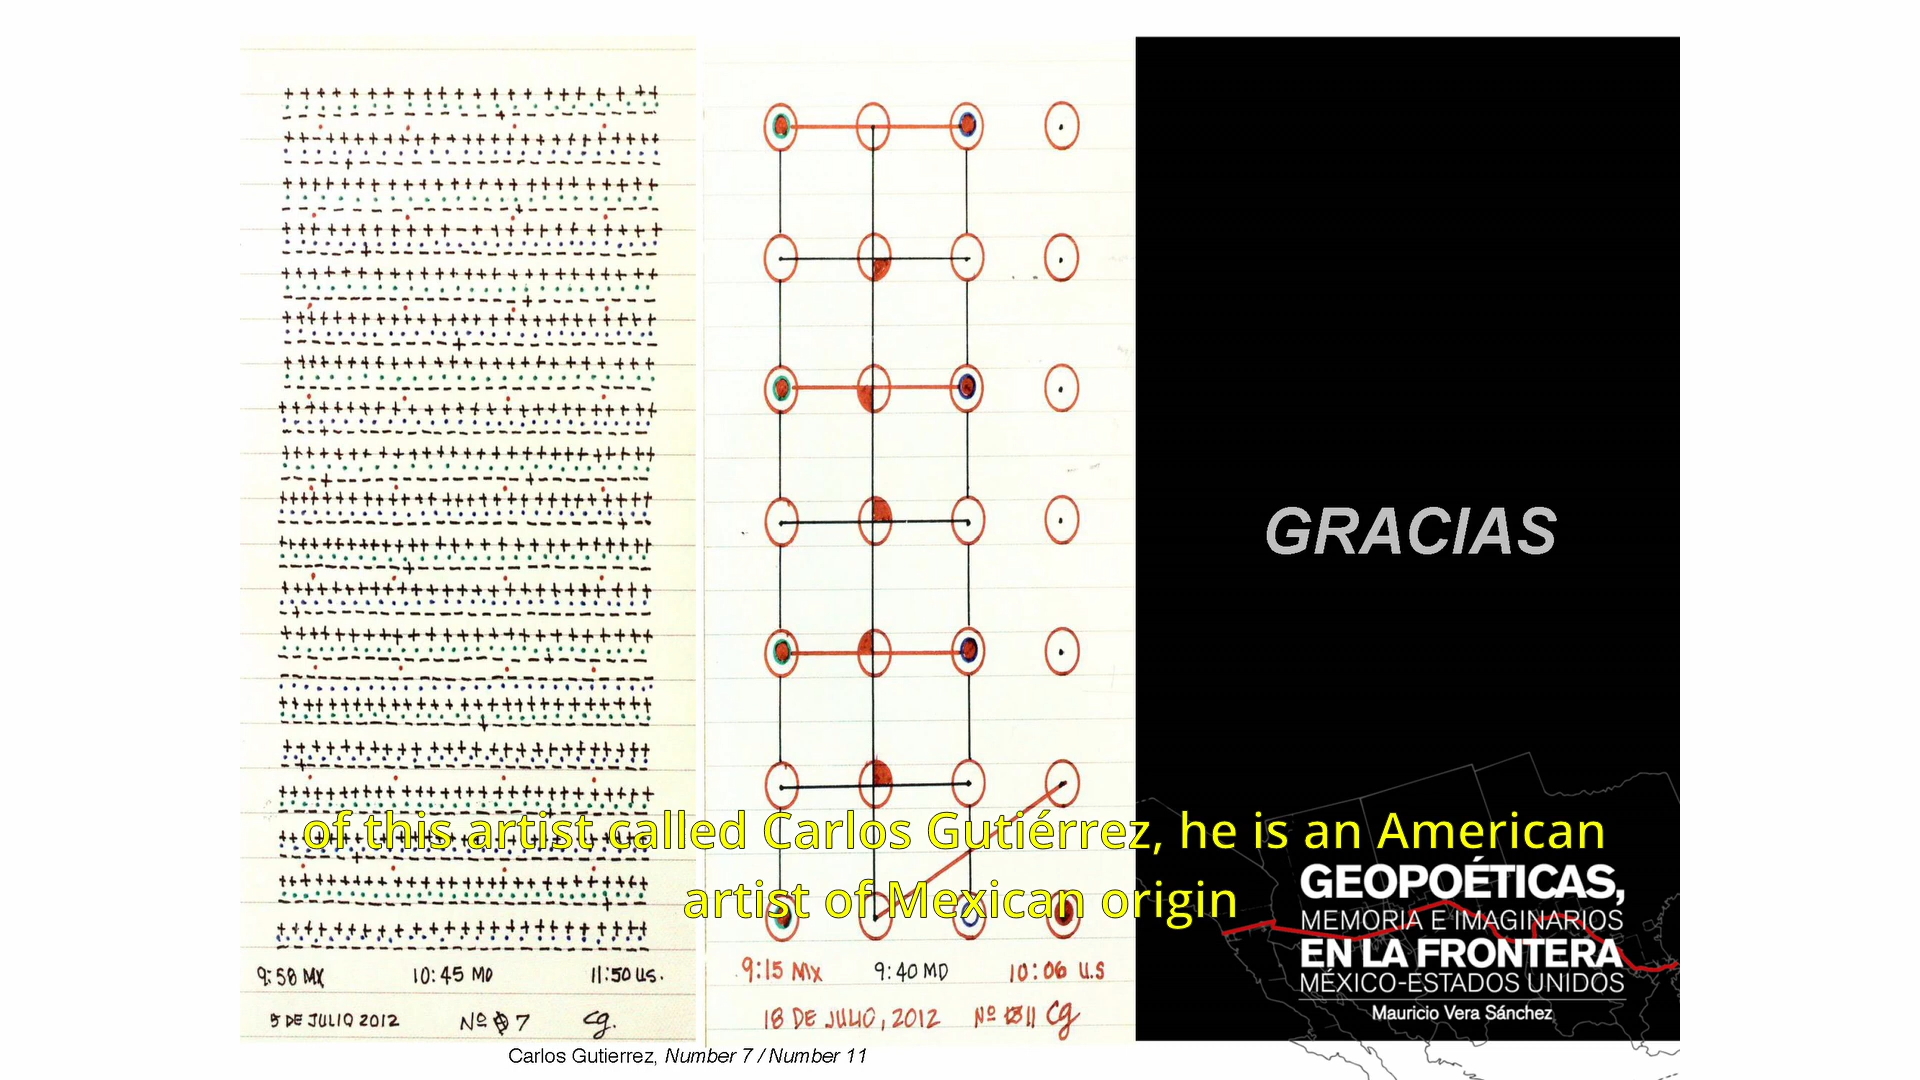 9:58 MX 10:45 MD 11:50 U.S.
5 DE JULIO 2012 Nº 7 cg.
9:15 MX 9:40 MD 10:06 U.S
18 DE JULIO, 2012 Nº 11 Cg
Carlos Gutierrez, Number 7 / Number 11
GRACIAS
of this artist called Carlos Gutiérrez, he is an American
artist of Mexican origin
GEOPOÉTICAS,
MEMORIA E IMAGINARIOS
EN LA FRONTERA
MÉXICO-ESTADOS UNIDOS
Mauricio Vera Sánchez